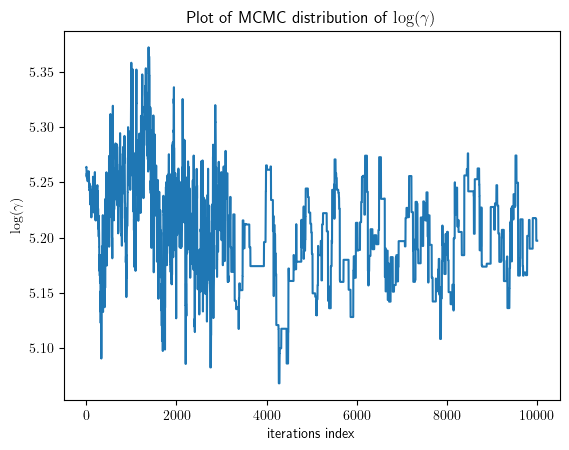 Plot of MCMC distribution of log(γ)
5.35
5.30
5.25
5.20
5.15
5.10
log(γ)
0 2000 4000 6000 8000 10000
iterations index